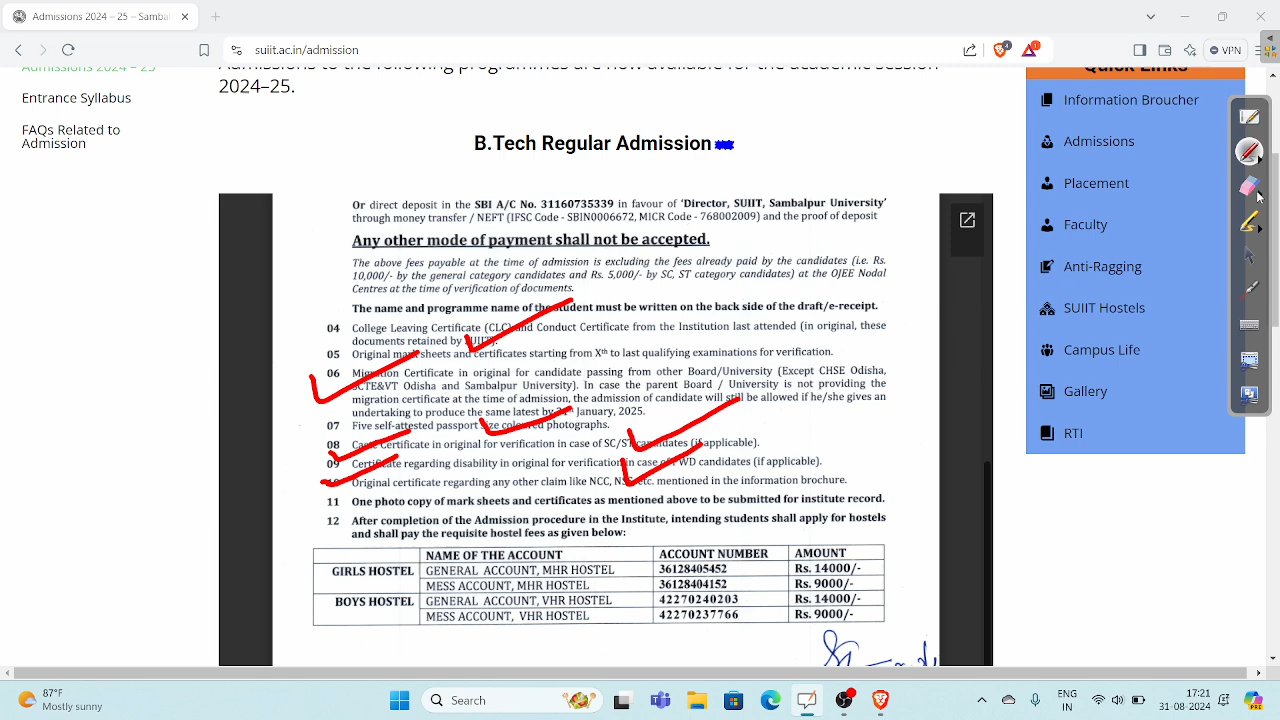 2024 – 25 – Samba
suiit.ac.in/admission
VPN
Admissions 2024 – 25
Entrance Syllabus
FAQs Related to
Admission
the following programmes are now available for the academic session
2024–25.
B.Tech Regular Admission
Or direct deposit in the SBI A/C No. 31160735339 in favour of 'Director, SUIIT, Sambalpur University'
through money transfer / NEFT (IFSC Code - SBIN0006672, MICR Code - 768002009) and the proof of deposit
Any other mode of payment shall not be accepted.
The above fees payable at the time of admission is excluding the fees already paid by the candidates (i.e. Rs.
10,000/- by the general category candidates and Rs. 5,000/- by SC, ST category candidates) at the OJEE Nodal
Centres at the time of verification of documents.
The name and programme name of the student must be written on the back side of the draft/e-receipt.
04 College Leaving Certificate (CLC) and Conduct Certificate from the Institution last attended (in original, these
documents retained by SUIIT).
05 Original mark sheets and certificates starting from Xth to last qualifying examinations for verification.
06 Migration Certificate in original for candidate passing from other Board/University (Except CHSE Odisha,
SCTE&VT Odisha and Sambalpur University). In case the parent Board / University is not providing the
migration certificate at the time of admission, the admission of candidate will still be allowed if he/she gives an
undertaking to produce the same latest by January, 2025.
07 Five self-attested passport size coloured photographs.
08 Caste Certificate in original for verification in case of SC/ST candidates (if applicable).
09 Certificate regarding disability in original for verification in case of PWD candidates (if applicable).
10 Original certificate regarding any other claim like NCC, NSS etc. mentioned in the information brochure.
11 One photo copy of mark sheets and certificates as mentioned above to be submitted for institute record.
12 After completion of the Admission procedure in the Institute, intending students shall apply for hostels
and shall pay the requisite hostel fees as given below:
NAME OF THE ACCOUNT ACCOUNT NUMBER AMOUNT
GIRLS HOSTEL GENERAL ACCOUNT, MHR HOSTEL 36128405452 Rs. 14000/-
MESS ACCOUNT, MHR HOSTEL 36128404152 Rs. 9000/-
BOYS HOSTEL GENERAL ACCOUNT, VHR HOSTEL 42270240203 Rs. 14000/-
MESS ACCOUNT, VHR HOSTEL 42270237766 Rs. 9000/-
Quick Links
Information Broucher
Admissions
Placement
Faculty
Anti-Ragging
SUIIT Hostels
Campus Life
Gallery
RTI
87°F
Mostly sunny
Search
ENG
IN
17:21
31-08-2024